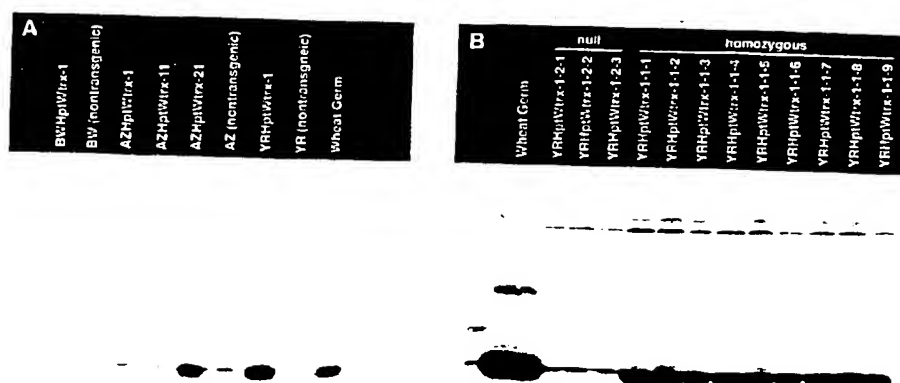 A
BWHptWtrx-1
BW (nontransgenic)
AZHptWtrx-1
AZHptWtrx-11
AZHptWtrx-21
AZ (nontransgenic)
YRHptWtrx-1
YR (nontransgneic)
Wheat Germ
B
null
homozygous
Wheat Germ
YRHptWtrx-1-2-1
YRHptWtrx-1-2-2
YRHptWtrx-1-2-3
YRHptWtrx-1-1-1
YRHptWtrx-1-1-2
YRHptWtrx-1-1-3
YRHptWtrx-1-1-4
YRHptWtrx-1-1-5
YRHptWtrx-1-1-6
YRHptWtrx-1-1-7
YRHptWtrx-1-1-8
YRHptWtrx-1-1-9